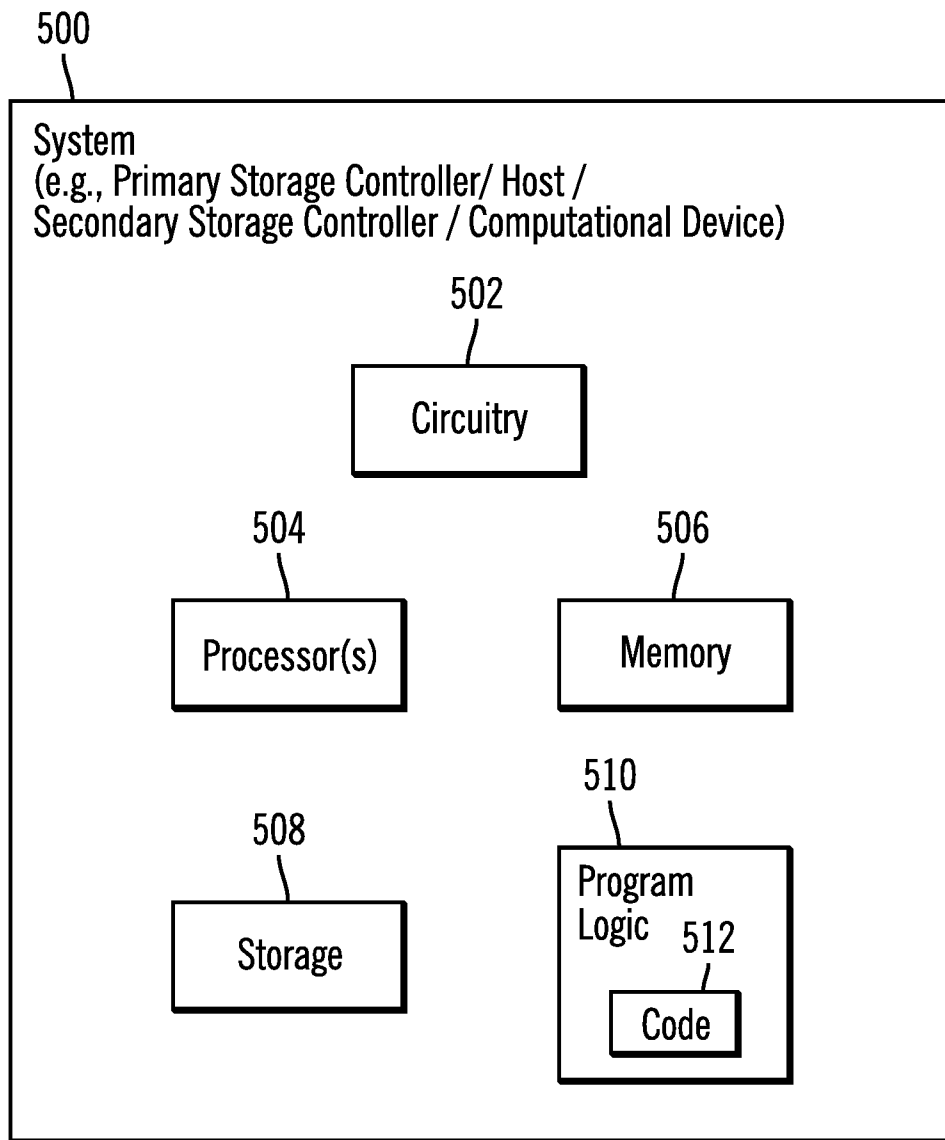 500
System
(e.g., Primary Storage Controller/ Host /
Secondary Storage Controller / Computational Device)
502
Circuitry
504
506
Processor(s)
Memory
510
508
Program
Logic
512
Storage
Code